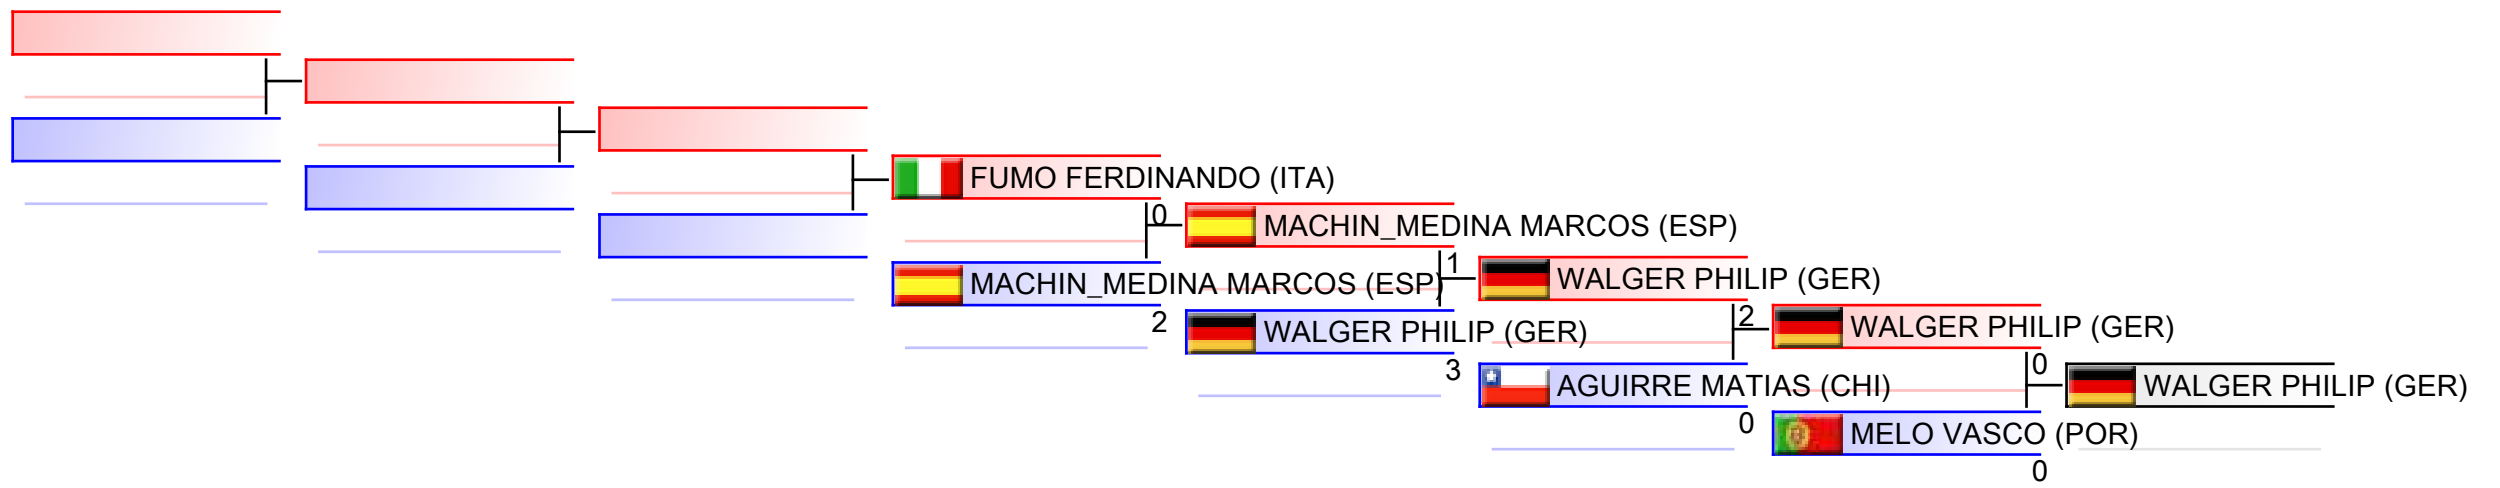 FUMO FERDINANDO (ITA)
0
MACHIN_MEDINA MARCOS (ESP)
1
WALGER PHILIP (GER)
MACHIN_MEDINA MARCOS (ESP)
2
2
WALGER PHILIP (GER)
WALGER PHILIP (GER)
3
0
AGUIRRE MATIAS (CHI)
WALGER PHILIP (GER)
0
MELO VASCO (POR)
0